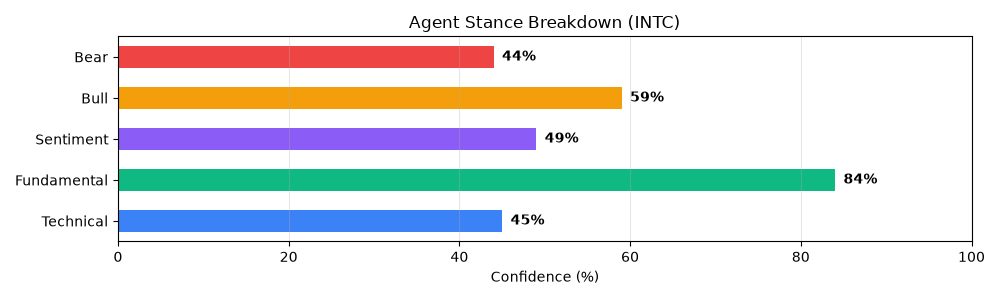 Agent Stance Breakdown (INTC)
Bear 44%
Bull 59%
Sentiment 49%
Fundamental 84%
Technical 45%
0 20 40 60 80 100
Confidence (%)